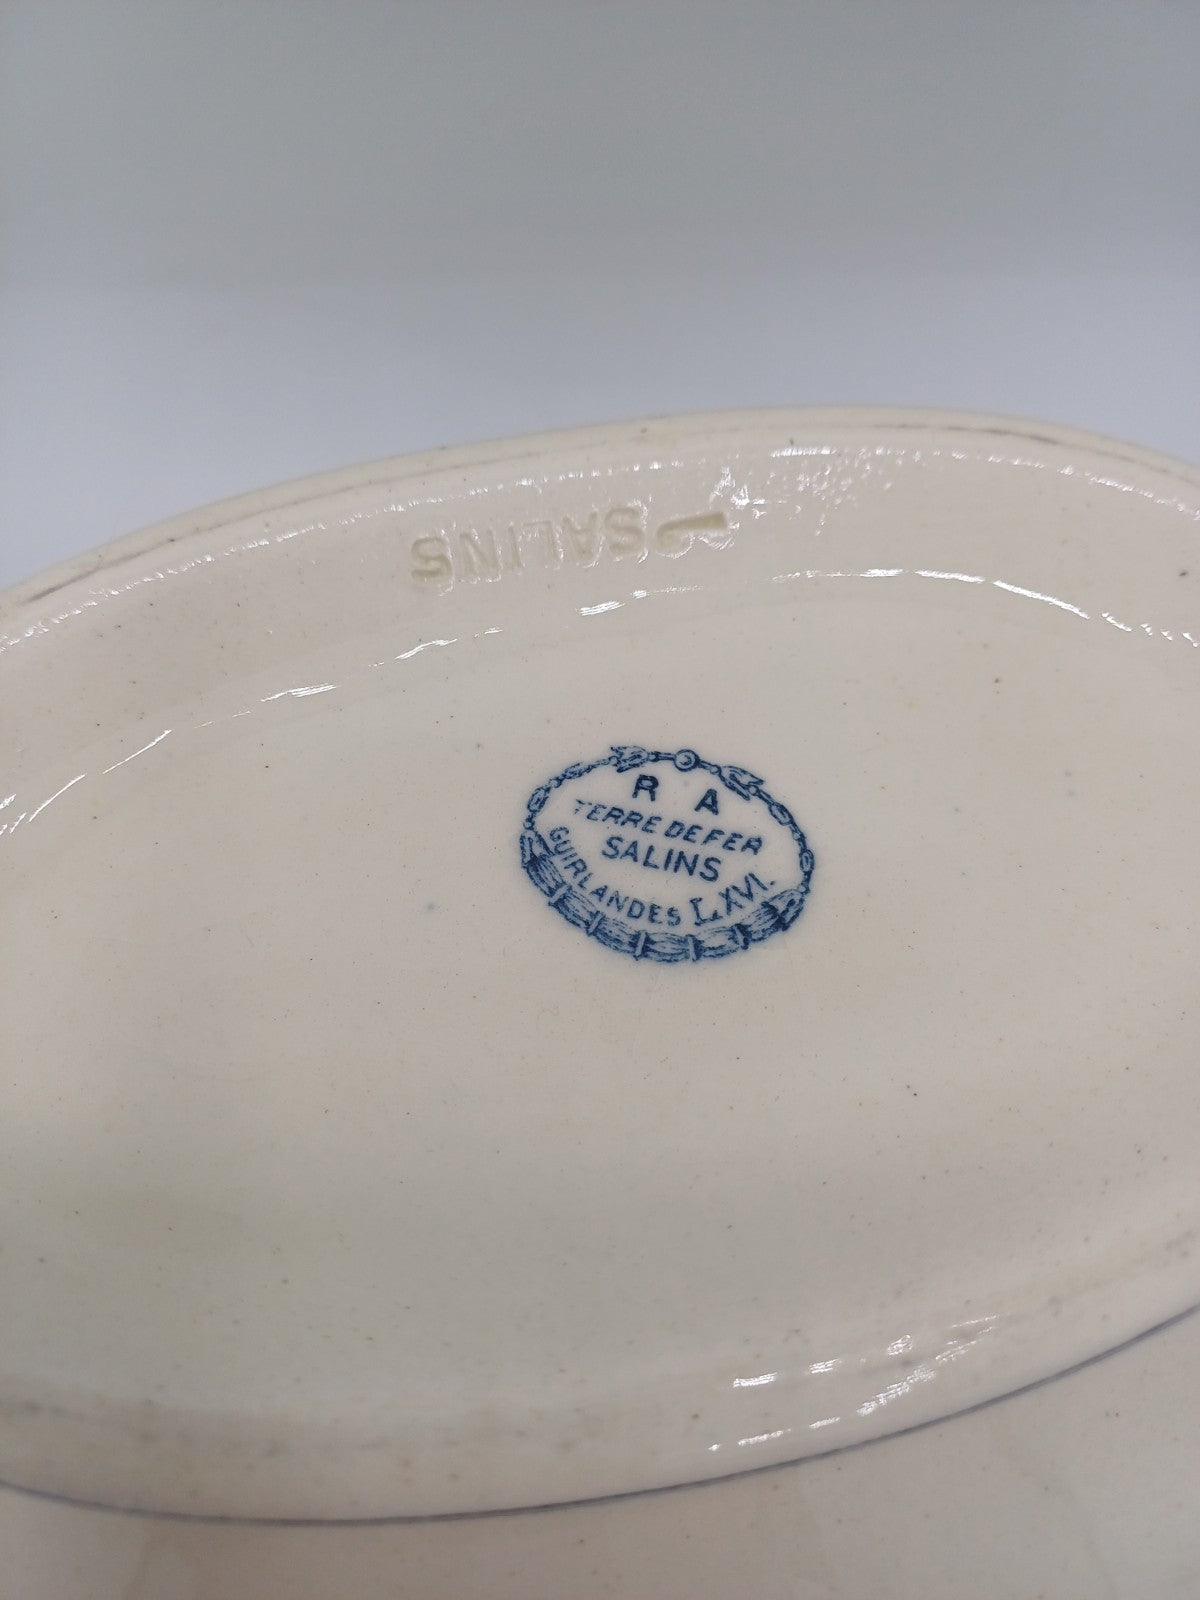 SALINS
R A
TERRE DE FER
SALINS
GUIRLANDES L. XVI.